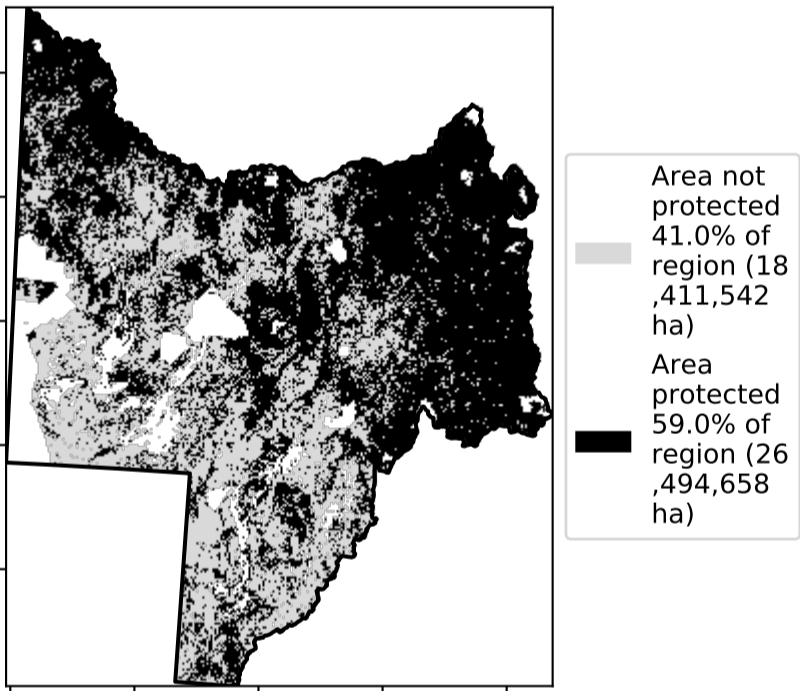 Area not
protected
41.0% of
region (18
,411,542
ha)
Area
protected
59.0% of
region (26
,494,658
ha)